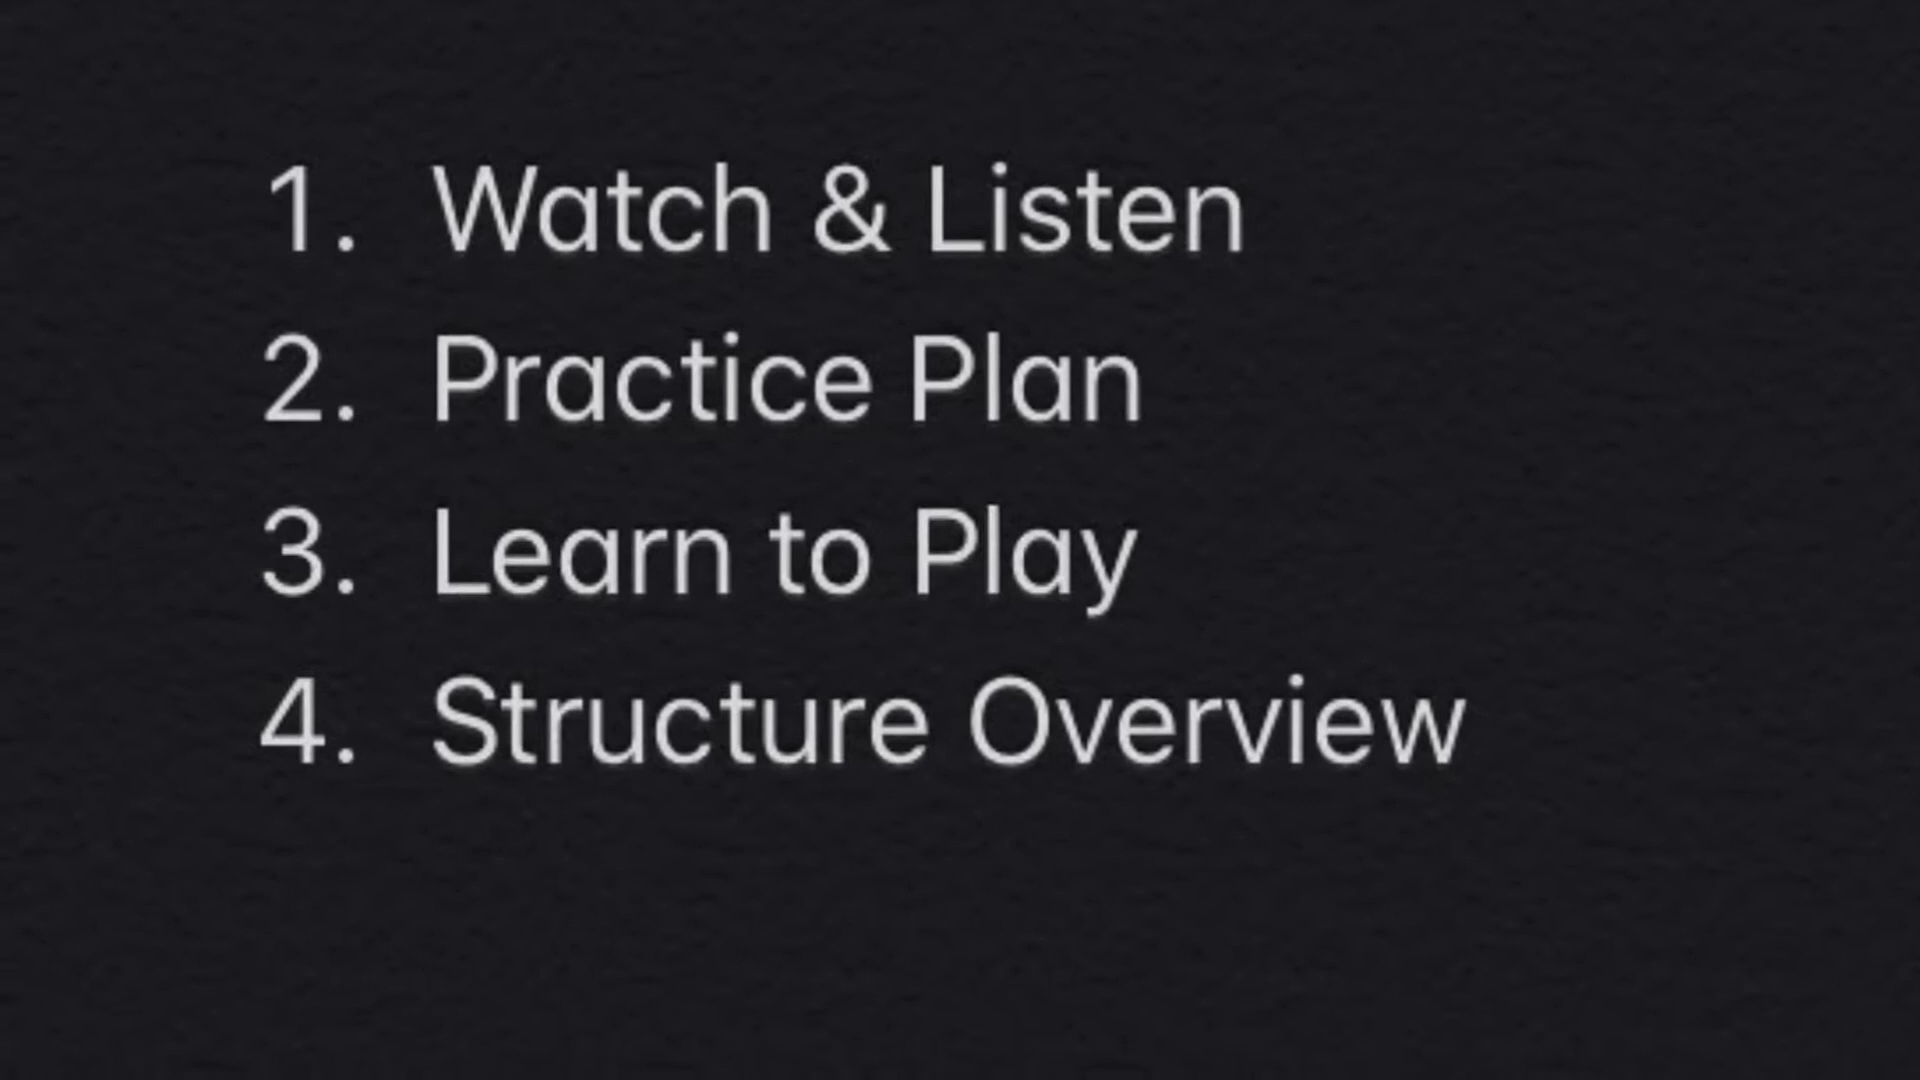 1. Watch & Listen
2. Practice Plan
3. Learn to Play
4. Structure Overview